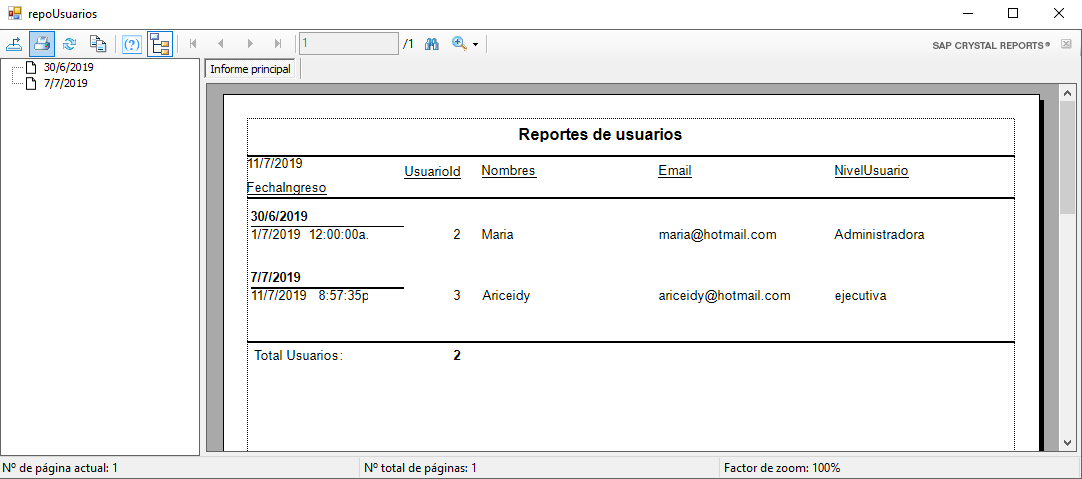 repoUsuarios
1 /1 SAP CRYSTAL REPORTS®
30/6/2019
7/7/2019
Informe principal
Reportes de usuarios
11/7/2019
UsuarioId Nombres Email NivelUsuario
FechaIngreso
30/6/2019
1/7/2019 12:00:00a. 2 Maria maria@hotmail.com Administradora
7/7/2019
11/7/2019 8:57:35p 3 Ariceidy ariceidy@hotmail.com ejecutiva
Total Usuarios: 2
Nº de página actual: 1 Nº total de páginas: 1 Factor de zoom: 100%